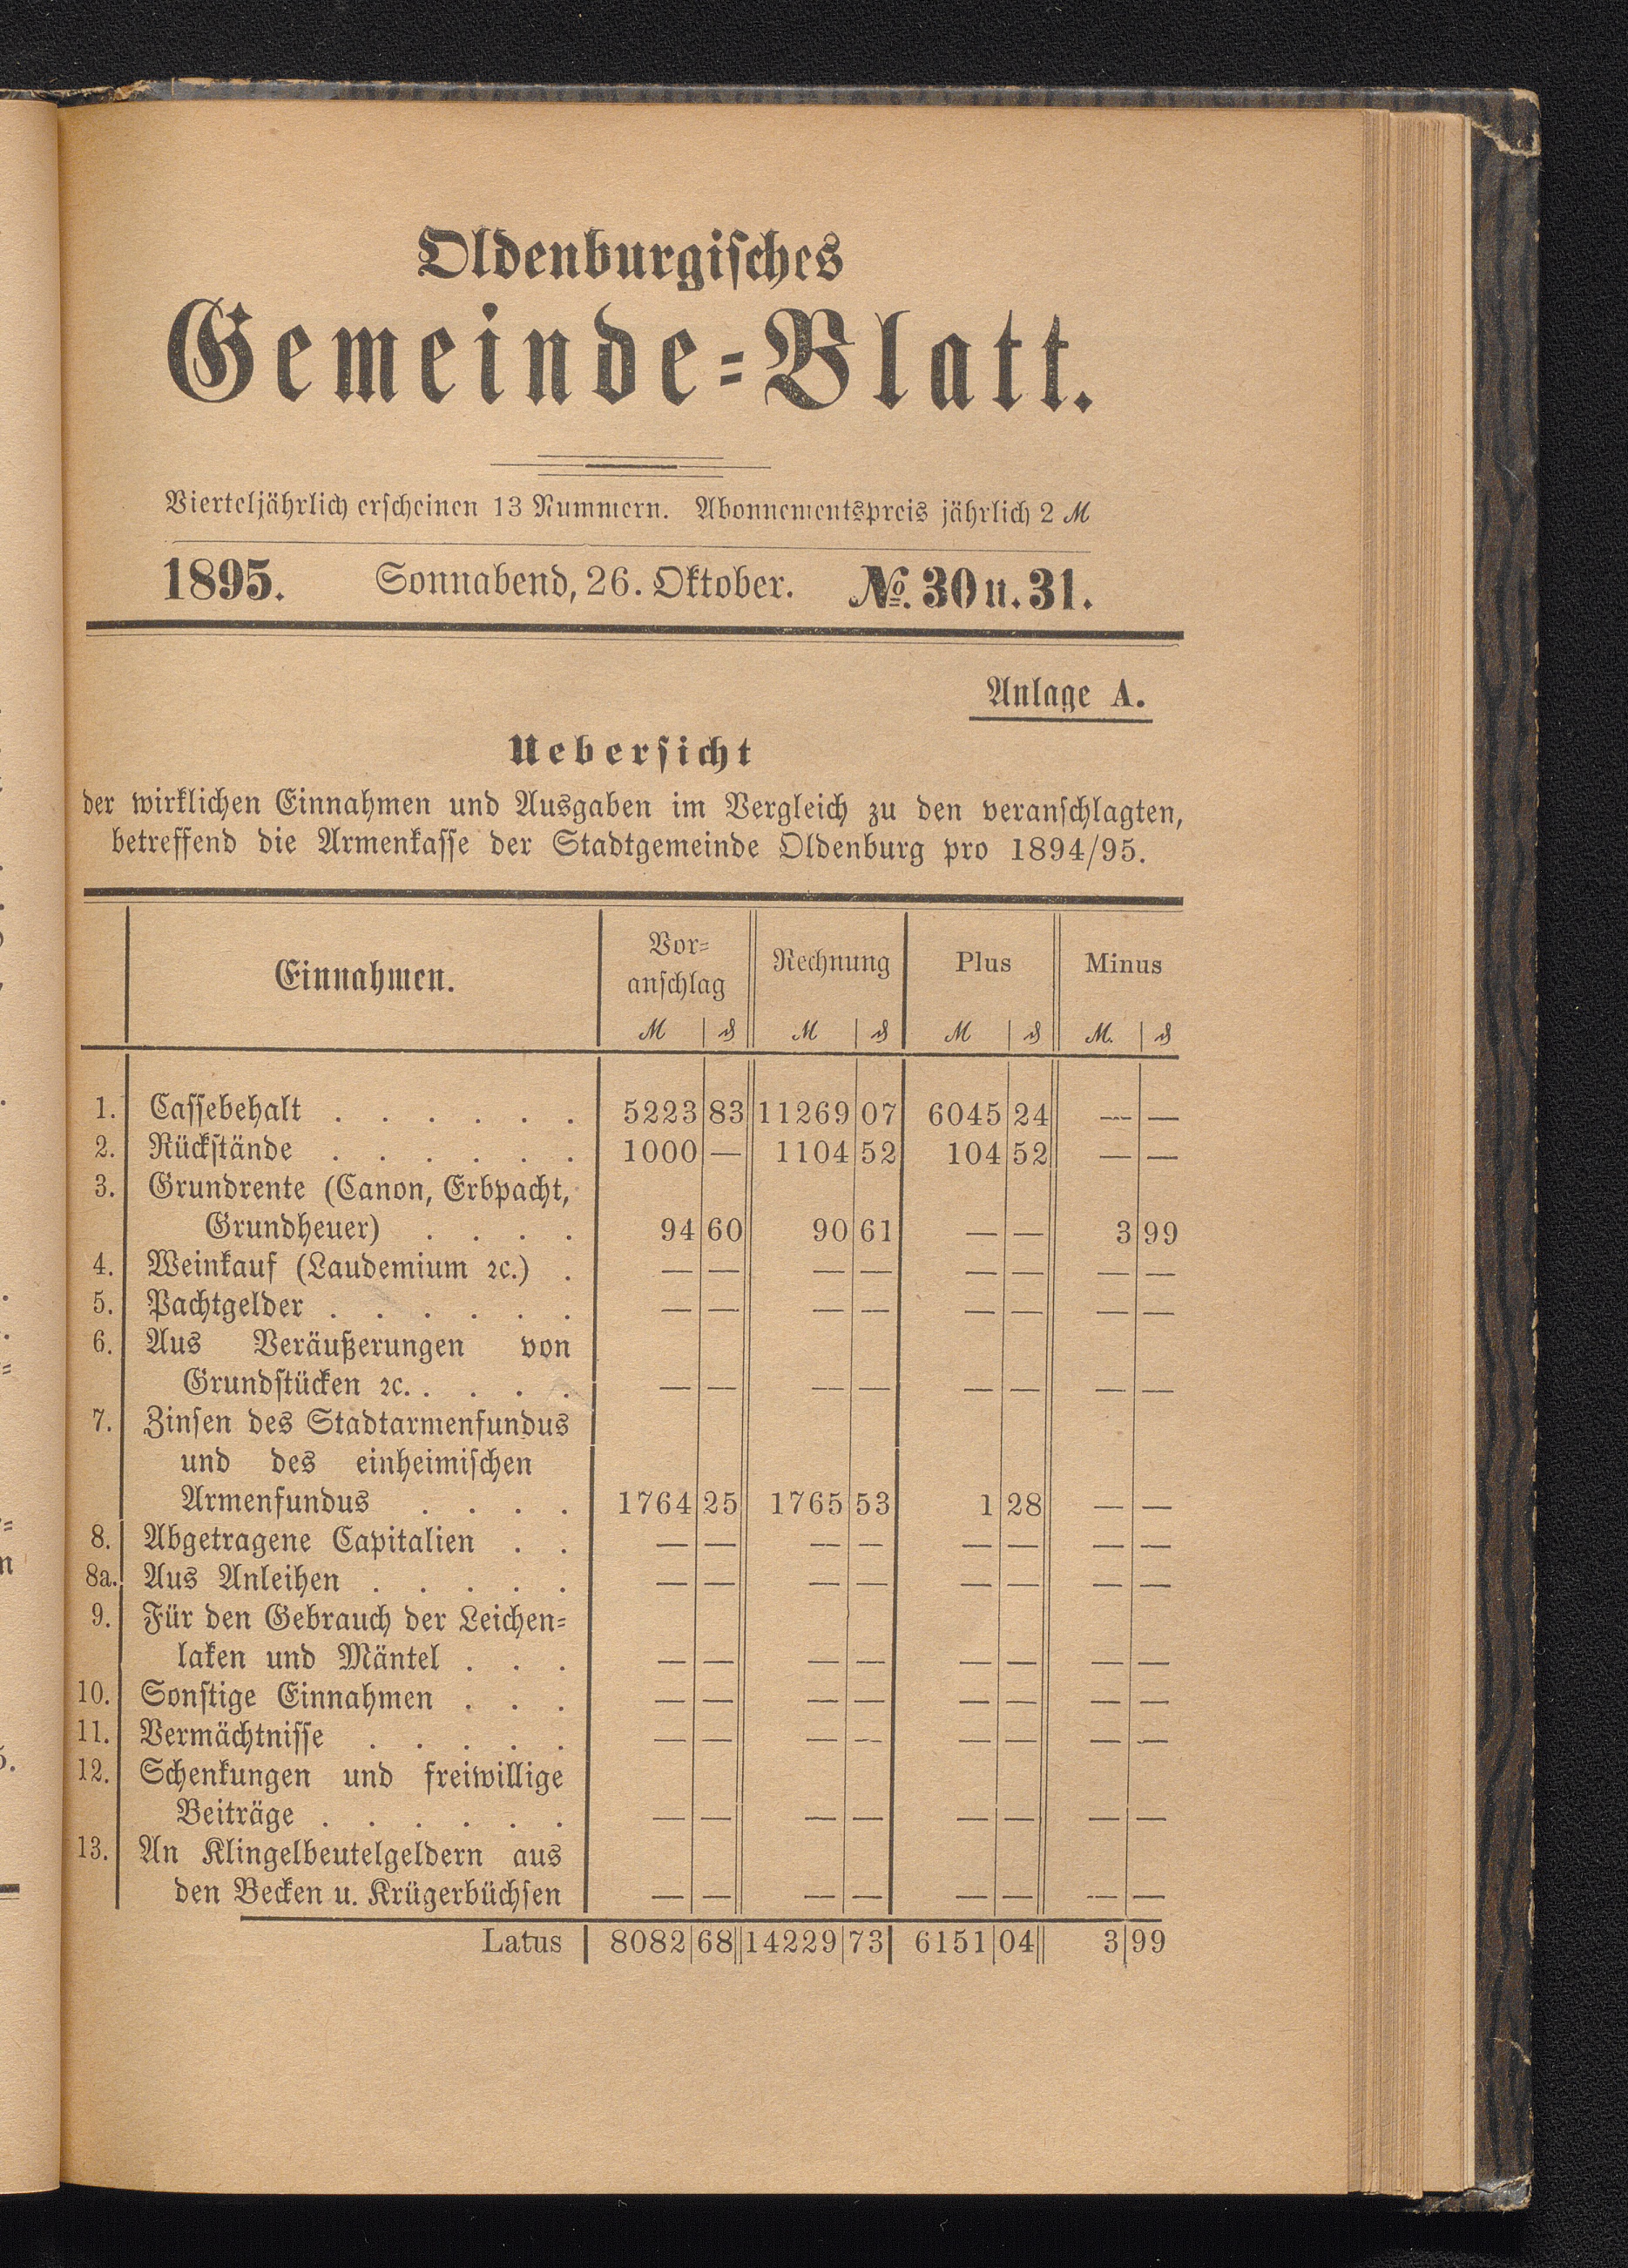 Oldenburgisches
Gemeinde=Blatt.
Vierteljährlich erscheinen 13 Nummern. Abonnementspreis jährlich 2 ℳ
1895. Sonnabend, 26. Oktober. №. 30 u. 31.
Anlage A.
Uebersicht
der wirklichen Einnahmen und Ausgaben im Vergleich zu den veranschlagten,
betreffend die Armenkasse der Stadtgemeinde Oldenburg pro 1894/95.
Einnahmen. Vor= Rechnung Plus Minus
anschlag
ℳ ₰ ℳ ₰ ℳ ₰ ℳ. ₰
1. Cassebehalt . . . . . . 5223 83 11269 07 6045 24 — —
2. Rückstände . . . . . . 1000 — 1104 52 104 52 — —
3. Grundrente (Canon, Erbpacht,
Grundheuer) . . . . 94 60 90 61 — — 3 99
4. Weinkauf (Laudemium ꝛc.) . — — — — — — — —
5. Pachtgelder . . . . . . — — — — — — — —
6. Aus Veräußerungen von
Grundstücken ꝛc. . . . . — — — — — — — —
7. Zinsen des Stadtarmenfundus
und des einheimischen
Armenfundus . . . . 1764 25 1765 53 1 28 — —
8. Abgetragene Capitalien . . — — — — — — — —
8a. Aus Anleihen . . . . . — — — — — — — —
9. Für den Gebrauch der Leichen=
laken und Mäntel . . . — — — — — — — —
10. Sonstige Einnahmen . . . — — — — — — — —
11. Vermächtnisse . . . . . — — — — — — — —
12. Schenkungen und freiwillige
Beiträge . . . . . . — — — — — — — —
13. An Klingelbeutelgeldern aus
den Becken u. Krügerbüchsen — — — — — — — —
Latus 8082 68 14229 73 6151 04 3 99